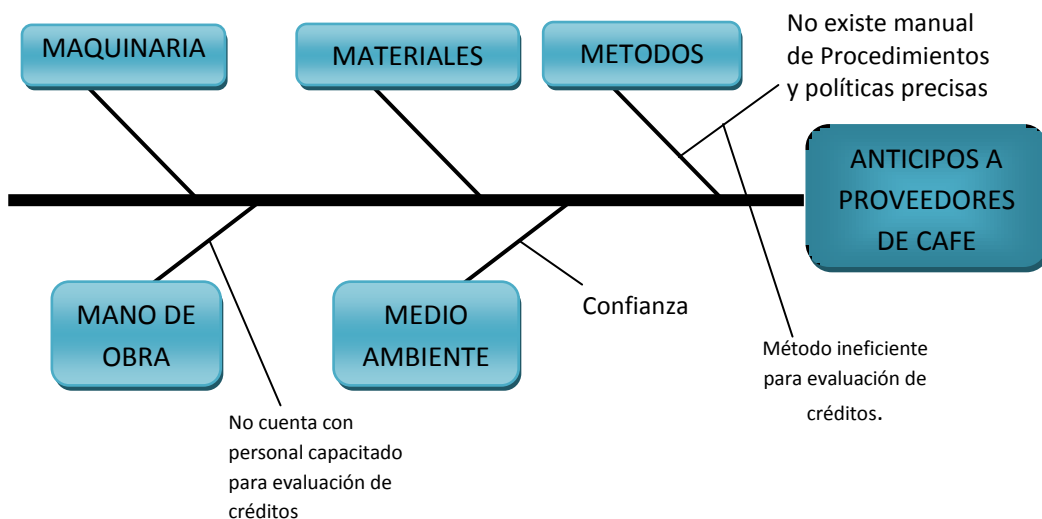 MAQUINARIA
MATERIALES
METODOS
No existe manual
de Procedimientos
y políticas precisas
ANTICIPOS A
PROVEEDORES
DE CAFE
MANO DE
OBRA
MEDIO
AMBIENTE
Confianza
Método ineficiente
para evaluación de
créditos.
No cuenta con
personal capacitado
para evaluación de
créditos